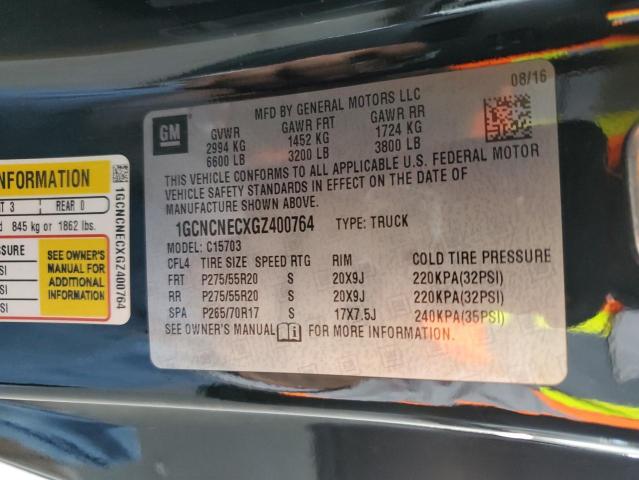 08/16
MFD BY GENERAL MOTORS LLC
GM
GVWR GAWR FRT GAWR RR
2994 KG 1452 KG 1724 KG
6600 LB 3200 LB 3800 LB
THIS VEHICLE CONFORMS TO ALL APPLICABLE U.S. FEDERAL MOTOR
VEHICLE SAFETY STANDARDS IN EFFECT ON THE DATE OF
MANUFACTURE SHOWN ABOVE.
1GCNCNECXGZ400764 TYPE: TRUCK
MODEL: C15703
CFL4 TIRE SIZE SPEED RTG RIM COLD TIRE PRESSURE
FRT P275/55R20 S 20X9J 220KPA(32PSI)
RR P275/55R20 S 20X9J 220KPA(32PSI)
SPA P265/70R17 S 17X7.5J 240KPA(35PSI)
SEE OWNER'S MANUAL FOR MORE INFORMATION.
INFORMATION
3 REAR 0
845 kg or 1862 lbs.
SEE OWNER'S
MANUAL FOR
ADDITIONAL
INFORMATION
1GCNCNECXGZ400764